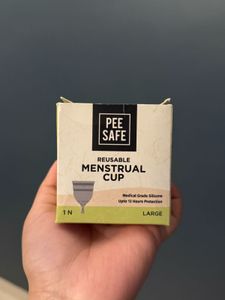 PEE
SAFE
REUSABLE
MENSTRUAL
CUP
Medical Grade Silicone
Upto 12 Hours Protection
1 N
LARGE